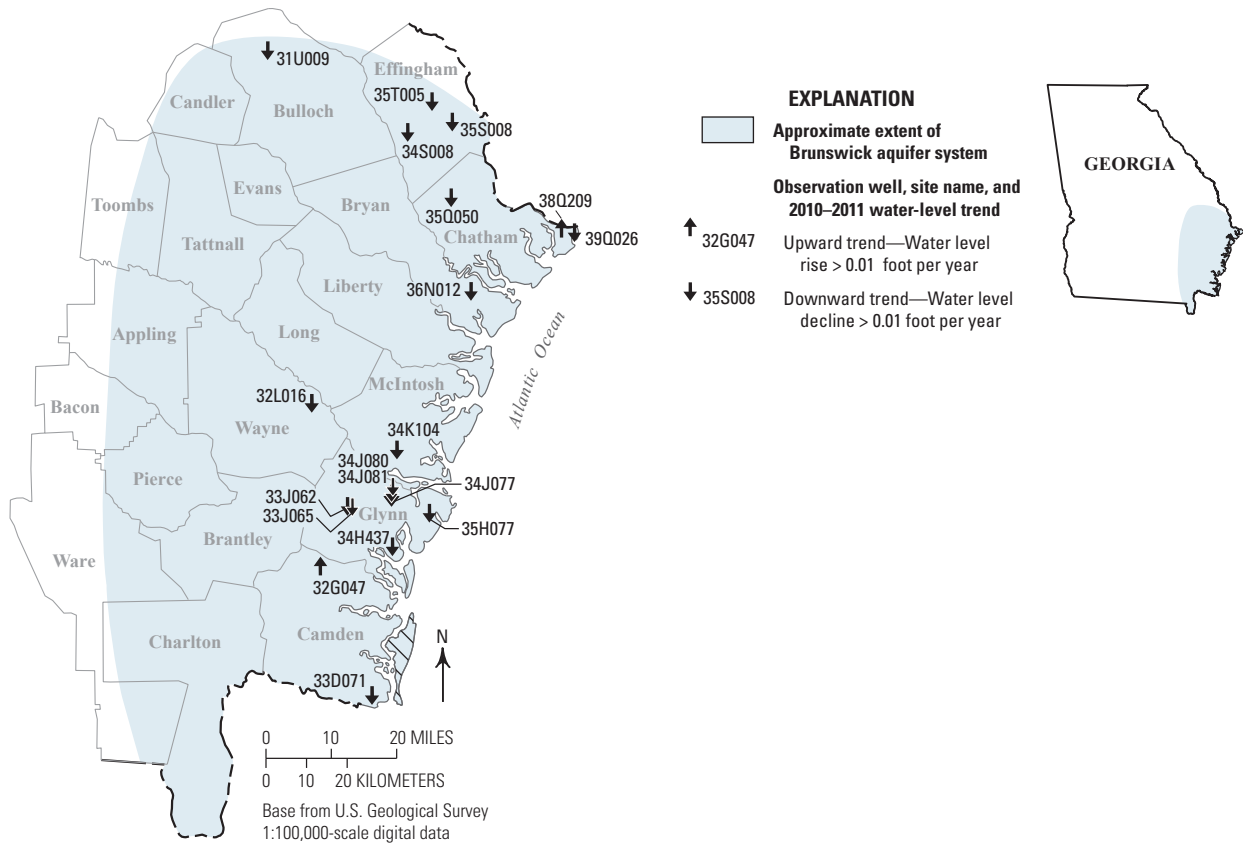 31U009
Effingham
35T005
Candler
Bulloch
35S008
34S008
Evans
Toombs
Bryan
38Q209
35Q050
Chatham
39Q026
Tattnall
Liberty
36N012
Appling
Long
Atlantic Ocean
McIntosh
32L016
Bacon
Wayne
34K104
34J080
34J081
34J077
Pierce
33J062
33J065
Glynn
35H077
Brantley
34H437
Ware
32G047
Charlton
Camden
N
33D071
0 10 20 MILES
0 10 20 KILOMETERS
Base from U.S. Geological Survey
1:100,000-scale digital data
EXPLANATION
Approximate extent of
Brunswick aquifer system
Observation well, site name, and
2010–2011 water-level trend
32G047 Upward trend—Water level
rise > 0.01 foot per year
35S008 Downward trend—Water level
decline > 0.01 foot per year
GEORGIA